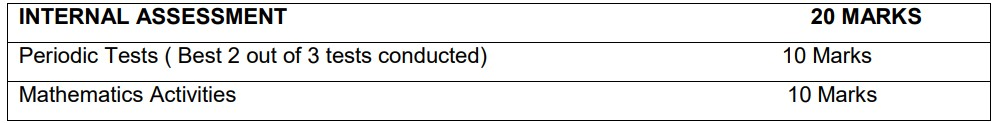 INTERNAL ASSESSMENT 20 MARKS
Periodic Tests ( Best 2 out of 3 tests conducted) 10 Marks
Mathematics Activities 10 Marks